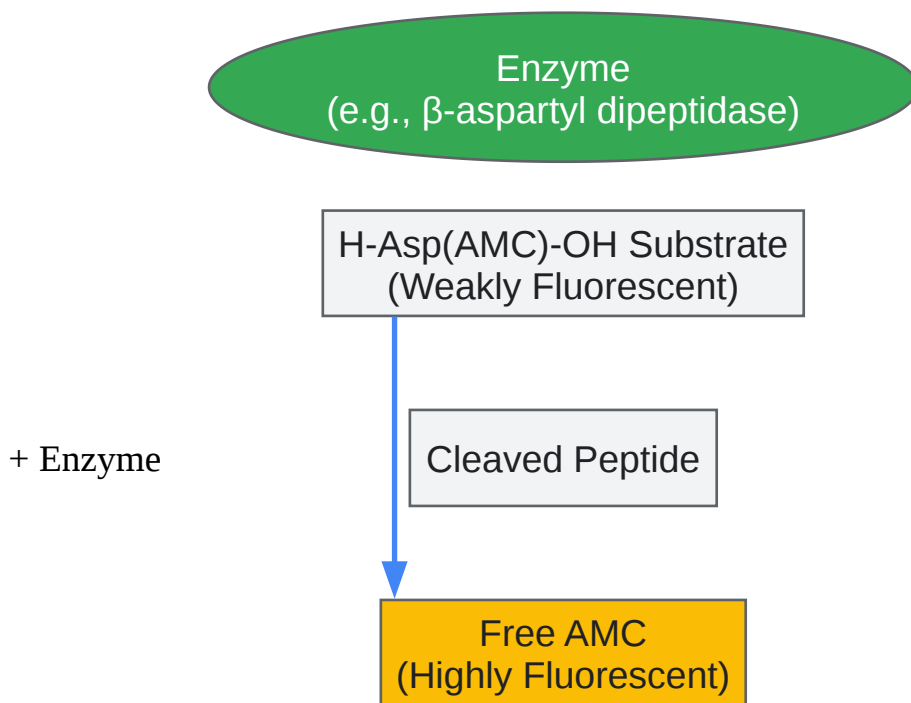 Enzyme
(e.g., β-aspartyl dipeptidase)
H-Asp(AMC)-OH Substrate
(Weakly Fluorescent)
+ Enzyme
Cleaved Peptide
Free AMC
(Highly Fluorescent)